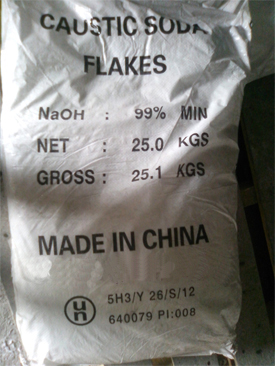 CAUSTIC SODA
FLAKES
NaOH : 99% MIN
NET : 25.0 KGS
GROSS : 25.1 KGS
MADE IN CHINA
UN 5H3/Y 26/S/12
640079 PI:008